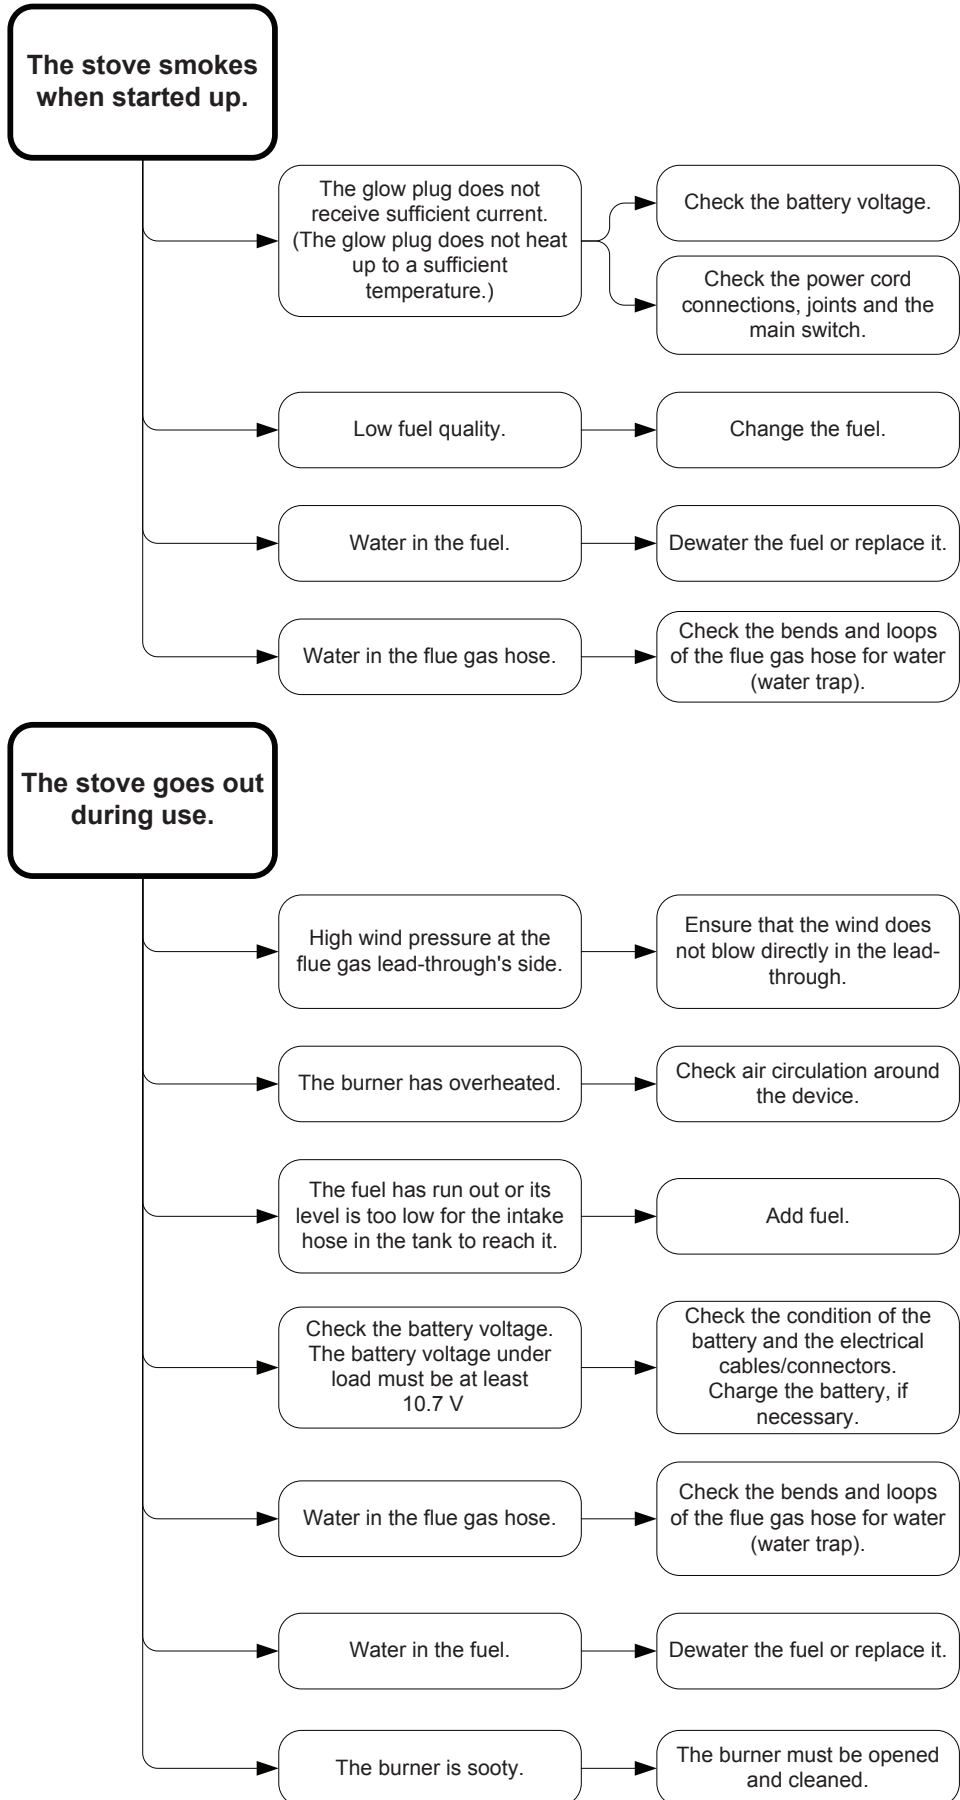 The stove smokes
when started up.
The glow plug does not
receive sufficient current.
(The glow plug does not heat
up to a sufficient
temperature.)
Check the battery voltage.
Check the power cord
connections, joints and the
main switch.
Low fuel quality.
Change the fuel.
Water in the fuel.
Dewater the fuel or replace it.
Water in the flue gas hose.
Check the bends and loops
of the flue gas hose for water
(water trap).
The stove goes out
during use.
High wind pressure at the
flue gas lead-through's side.
Ensure that the wind does
not blow directly in the lead-
through.
The burner has overheated.
Check air circulation around
the device.
The fuel has run out or its
level is too low for the intake
hose in the tank to reach it.
Add fuel.
Check the battery voltage.
The battery voltage under
load must be at least
10.7 V
Check the condition of the
battery and the electrical
cables/connectors.
Charge the battery, if
necessary.
Water in the flue gas hose.
Check the bends and loops
of the flue gas hose for water
(water trap).
Water in the fuel.
Dewater the fuel or replace it.
The burner is sooty.
The burner must be opened
and cleaned.